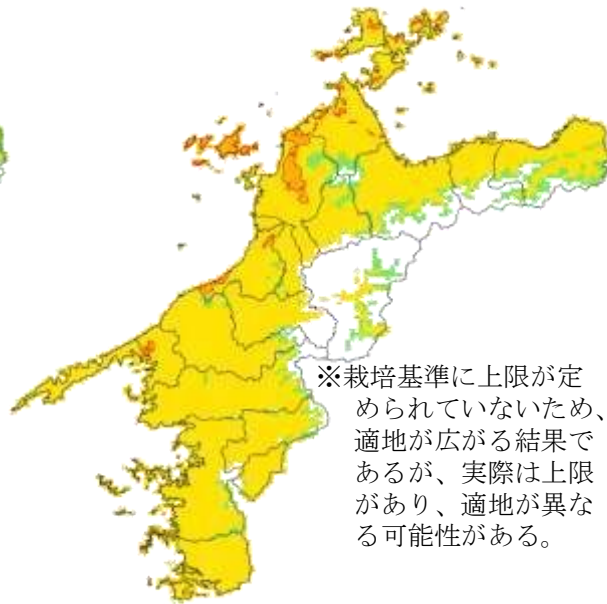 ※栽培基準に上限が定
められていないため、
適地が広がる結果で
あるが、実際は上限
があり、適地が異な
る可能性がある。